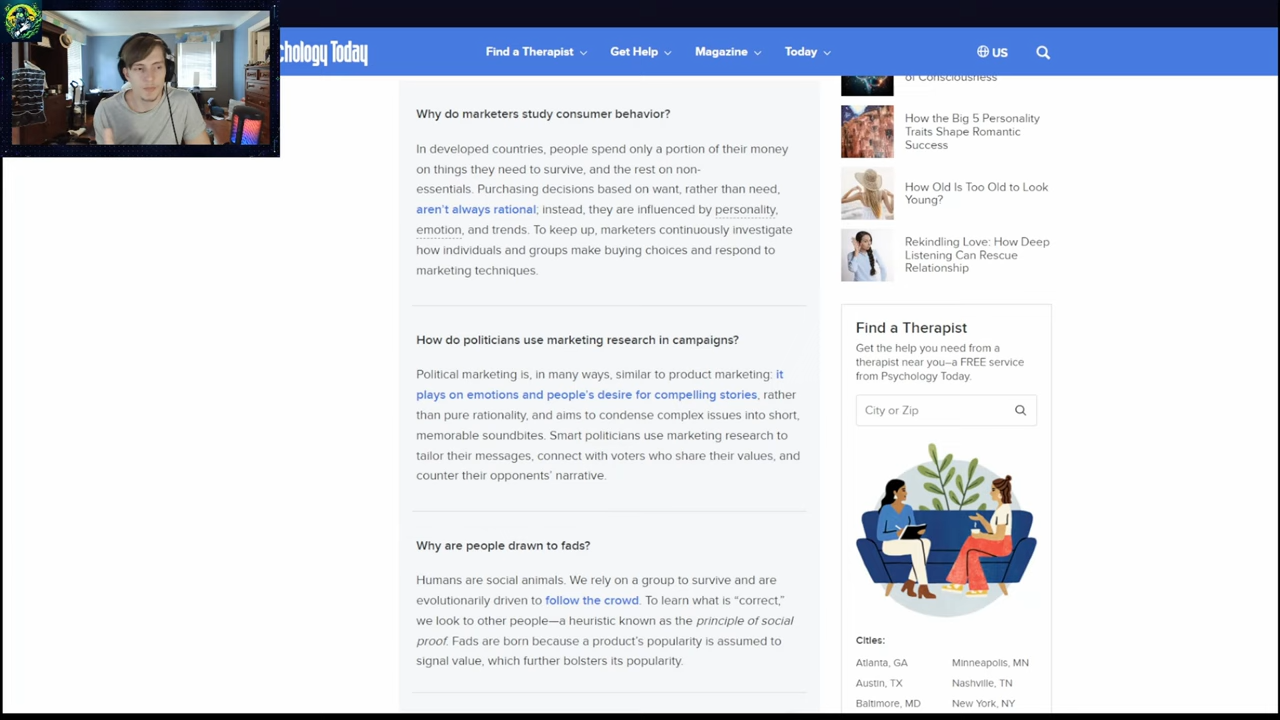 chology Today
Find a Therapist
Get Help
Magazine
Today
US
Why do marketers study consumer behavior?
In developed countries, people spend only a portion of their money
on things they need to survive, and the rest on non-
essentials. Purchasing decisions based on want, rather than need,
aren’t always rational; instead, they are influenced by personality,
emotion, and trends. To keep up, marketers continuously investigate
how individuals and groups make buying choices and respond to
marketing techniques.
How do politicians use marketing research in campaigns?
Political marketing is, in many ways, similar to product marketing: it
plays on emotions and people’s desire for compelling stories, rather
than pure rationality, and aims to condense complex issues into short,
memorable soundbites. Smart politicians use marketing research to
tailor their messages, connect with voters who share their values, and
counter their opponents’ narrative.
Why are people drawn to fads?
Humans are social animals. We rely on a group to survive and are
evolutionarily driven to follow the crowd. To learn what is “correct,”
we look to other people—a heuristic known as the principle of social
proof. Fads are born because a product’s popularity is assumed to
signal value, which further bolsters its popularity.
of Consciousness
How the Big 5 Personality
Traits Shape Romantic
Success
How Old Is Too Old to Look
Young?
Rekindling Love: How Deep
Listening Can Rescue
Relationship
Find a Therapist
Get the help you need from a
therapist near you–a FREE service
from Psychology Today.
City or Zip
Cities:
Atlanta, GA
Minneapolis, MN
Austin, TX
Nashville, TN
Baltimore, MD
New York, NY